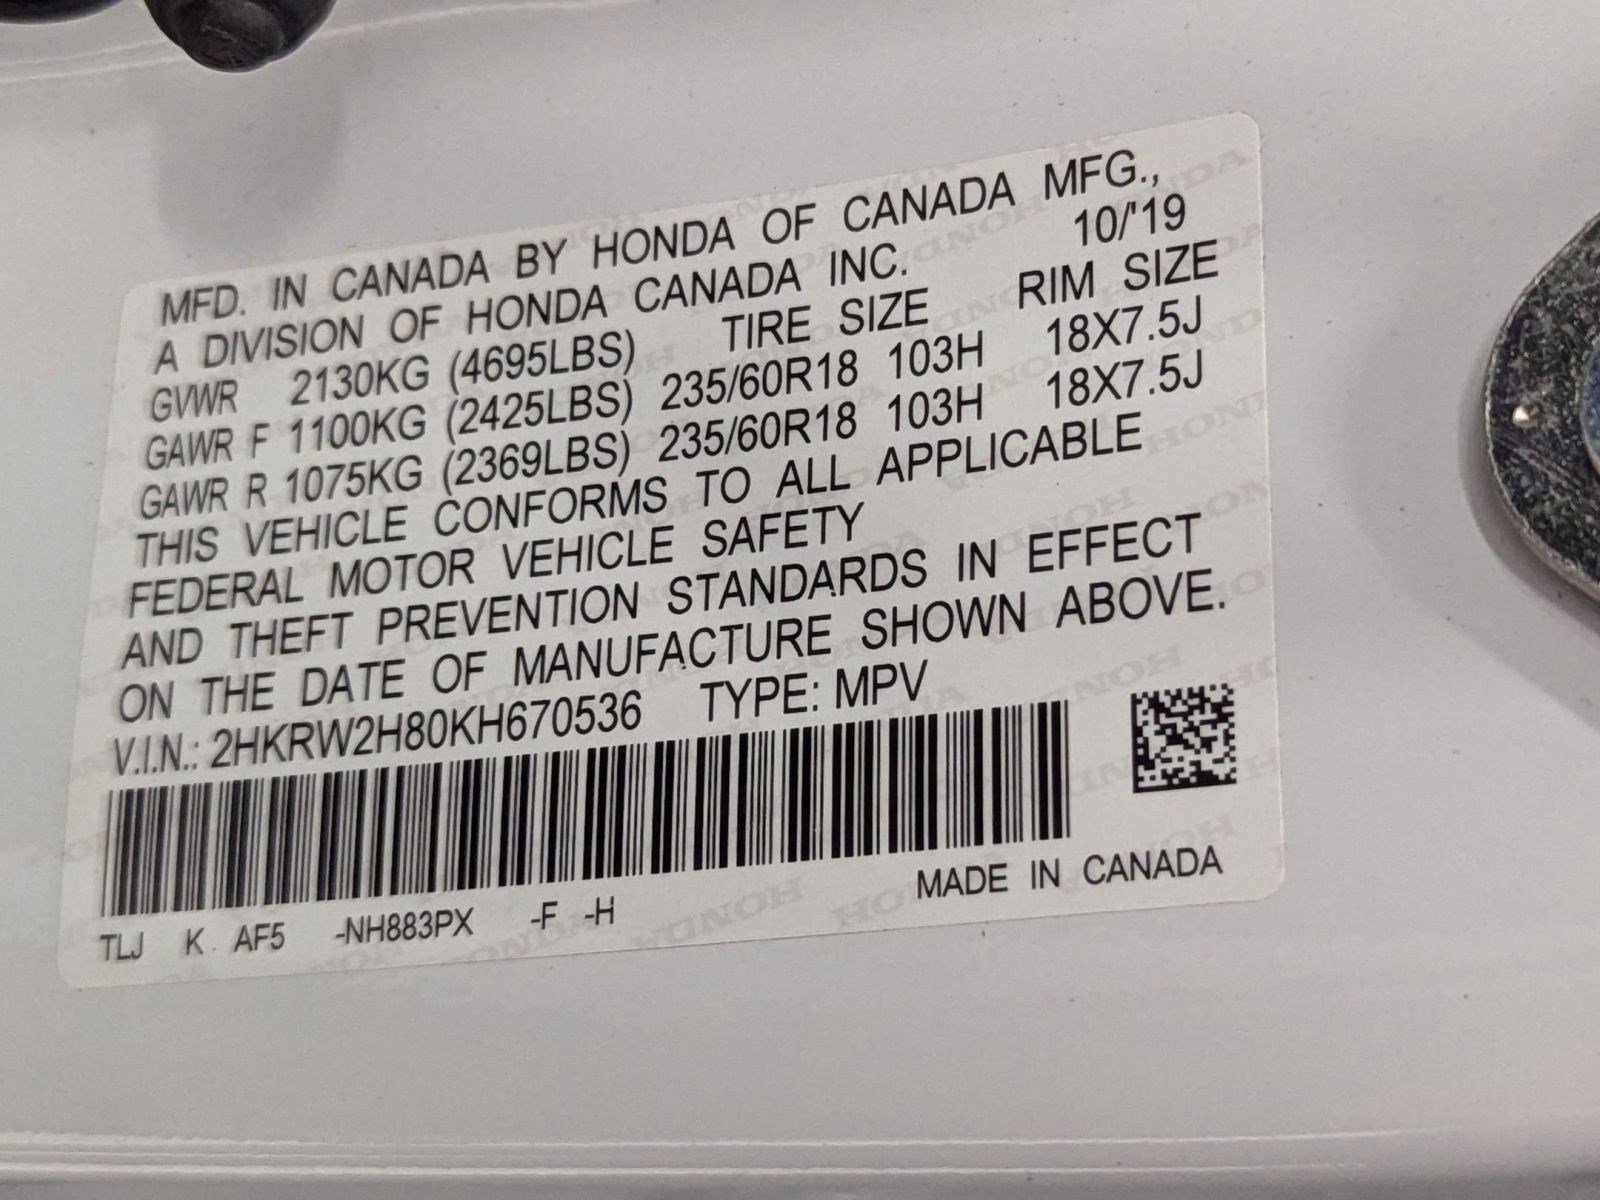 MFD. IN CANADA BY HONDA OF CANADA MFG.,
A DIVISION OF HONDA CANADA INC. 10/'19
GVWR 2130KG (4695LBS) TIRE SIZE RIM SIZE
GAWR F 1100KG (2425LBS) 235/60R18 103H 18X7.5J
GAWR R 1075KG (2369LBS) 235/60R18 103H 18X7.5J
THIS VEHICLE CONFORMS TO ALL APPLICABLE
FEDERAL MOTOR VEHICLE SAFETY
AND THEFT PREVENTION STANDARDS IN EFFECT
ON THE DATE OF MANUFACTURE SHOWN ABOVE.
V.I.N.: 2HKRW2H80KH670536 TYPE: MPV
TLJ K AF5 -NH883PX -F -H MADE IN CANADA